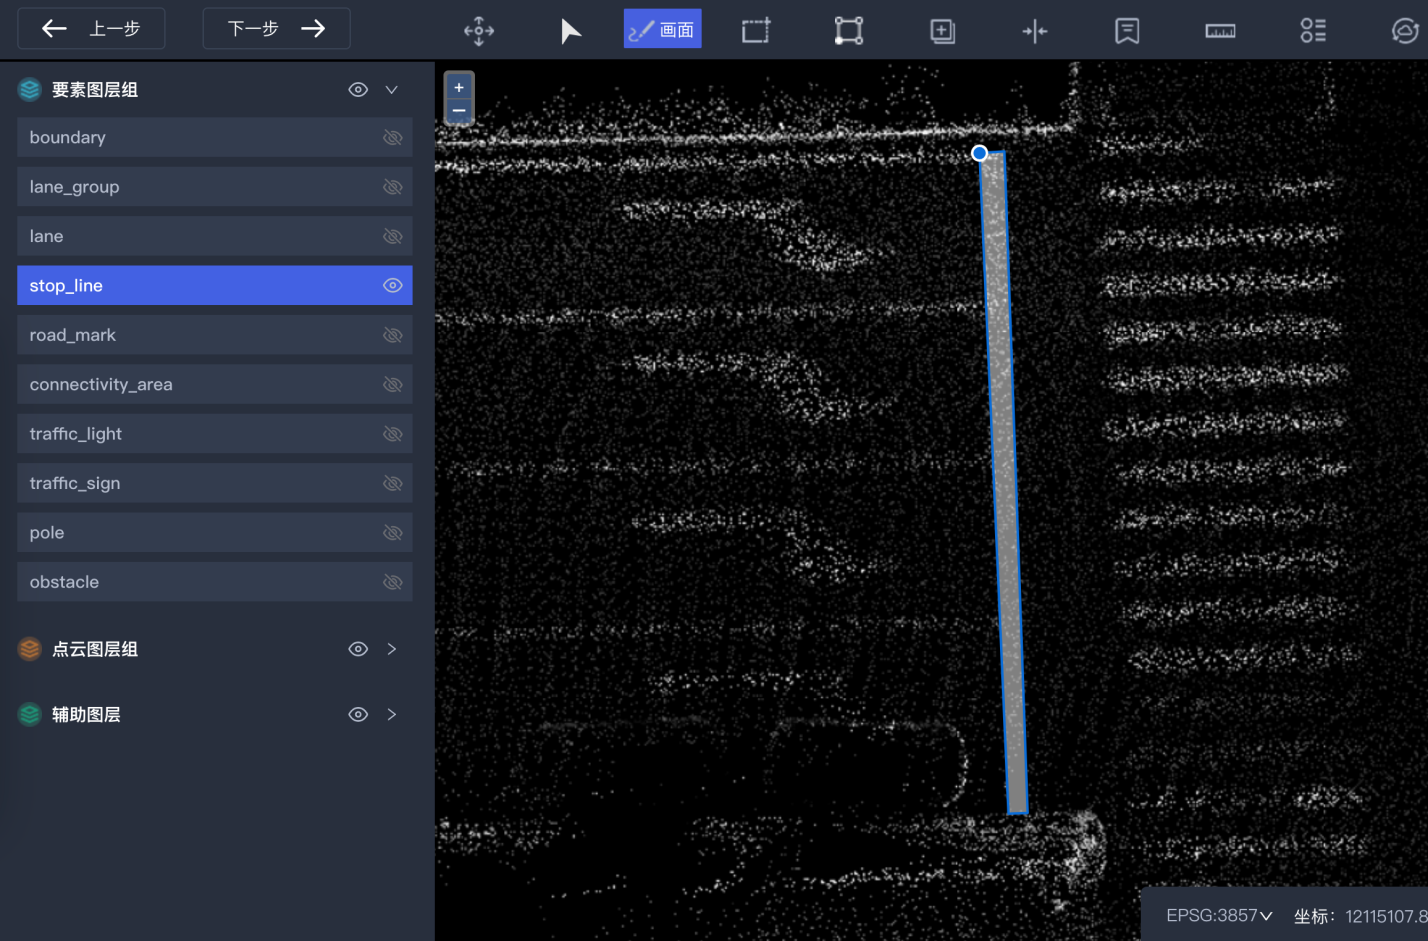 上一步
下一步
画面
要素图层组
boundary
lane_group
lane
stop_line
road_mark
connectivity_area
traffic_light
traffic_sign
pole
obstacle
点云图层组
辅助图层
+
−
EPSG:3857
坐标：12115107.8